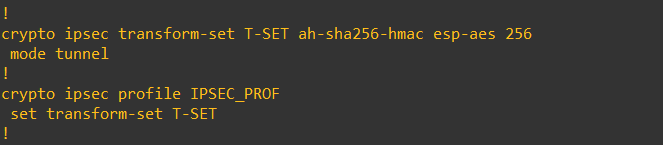 !
crypto ipsec transform-set T-SET ah-sha256-hmac esp-aes 256
 mode tunnel
!
crypto ipsec profile IPSEC_PROF
 set transform-set T-SET
!